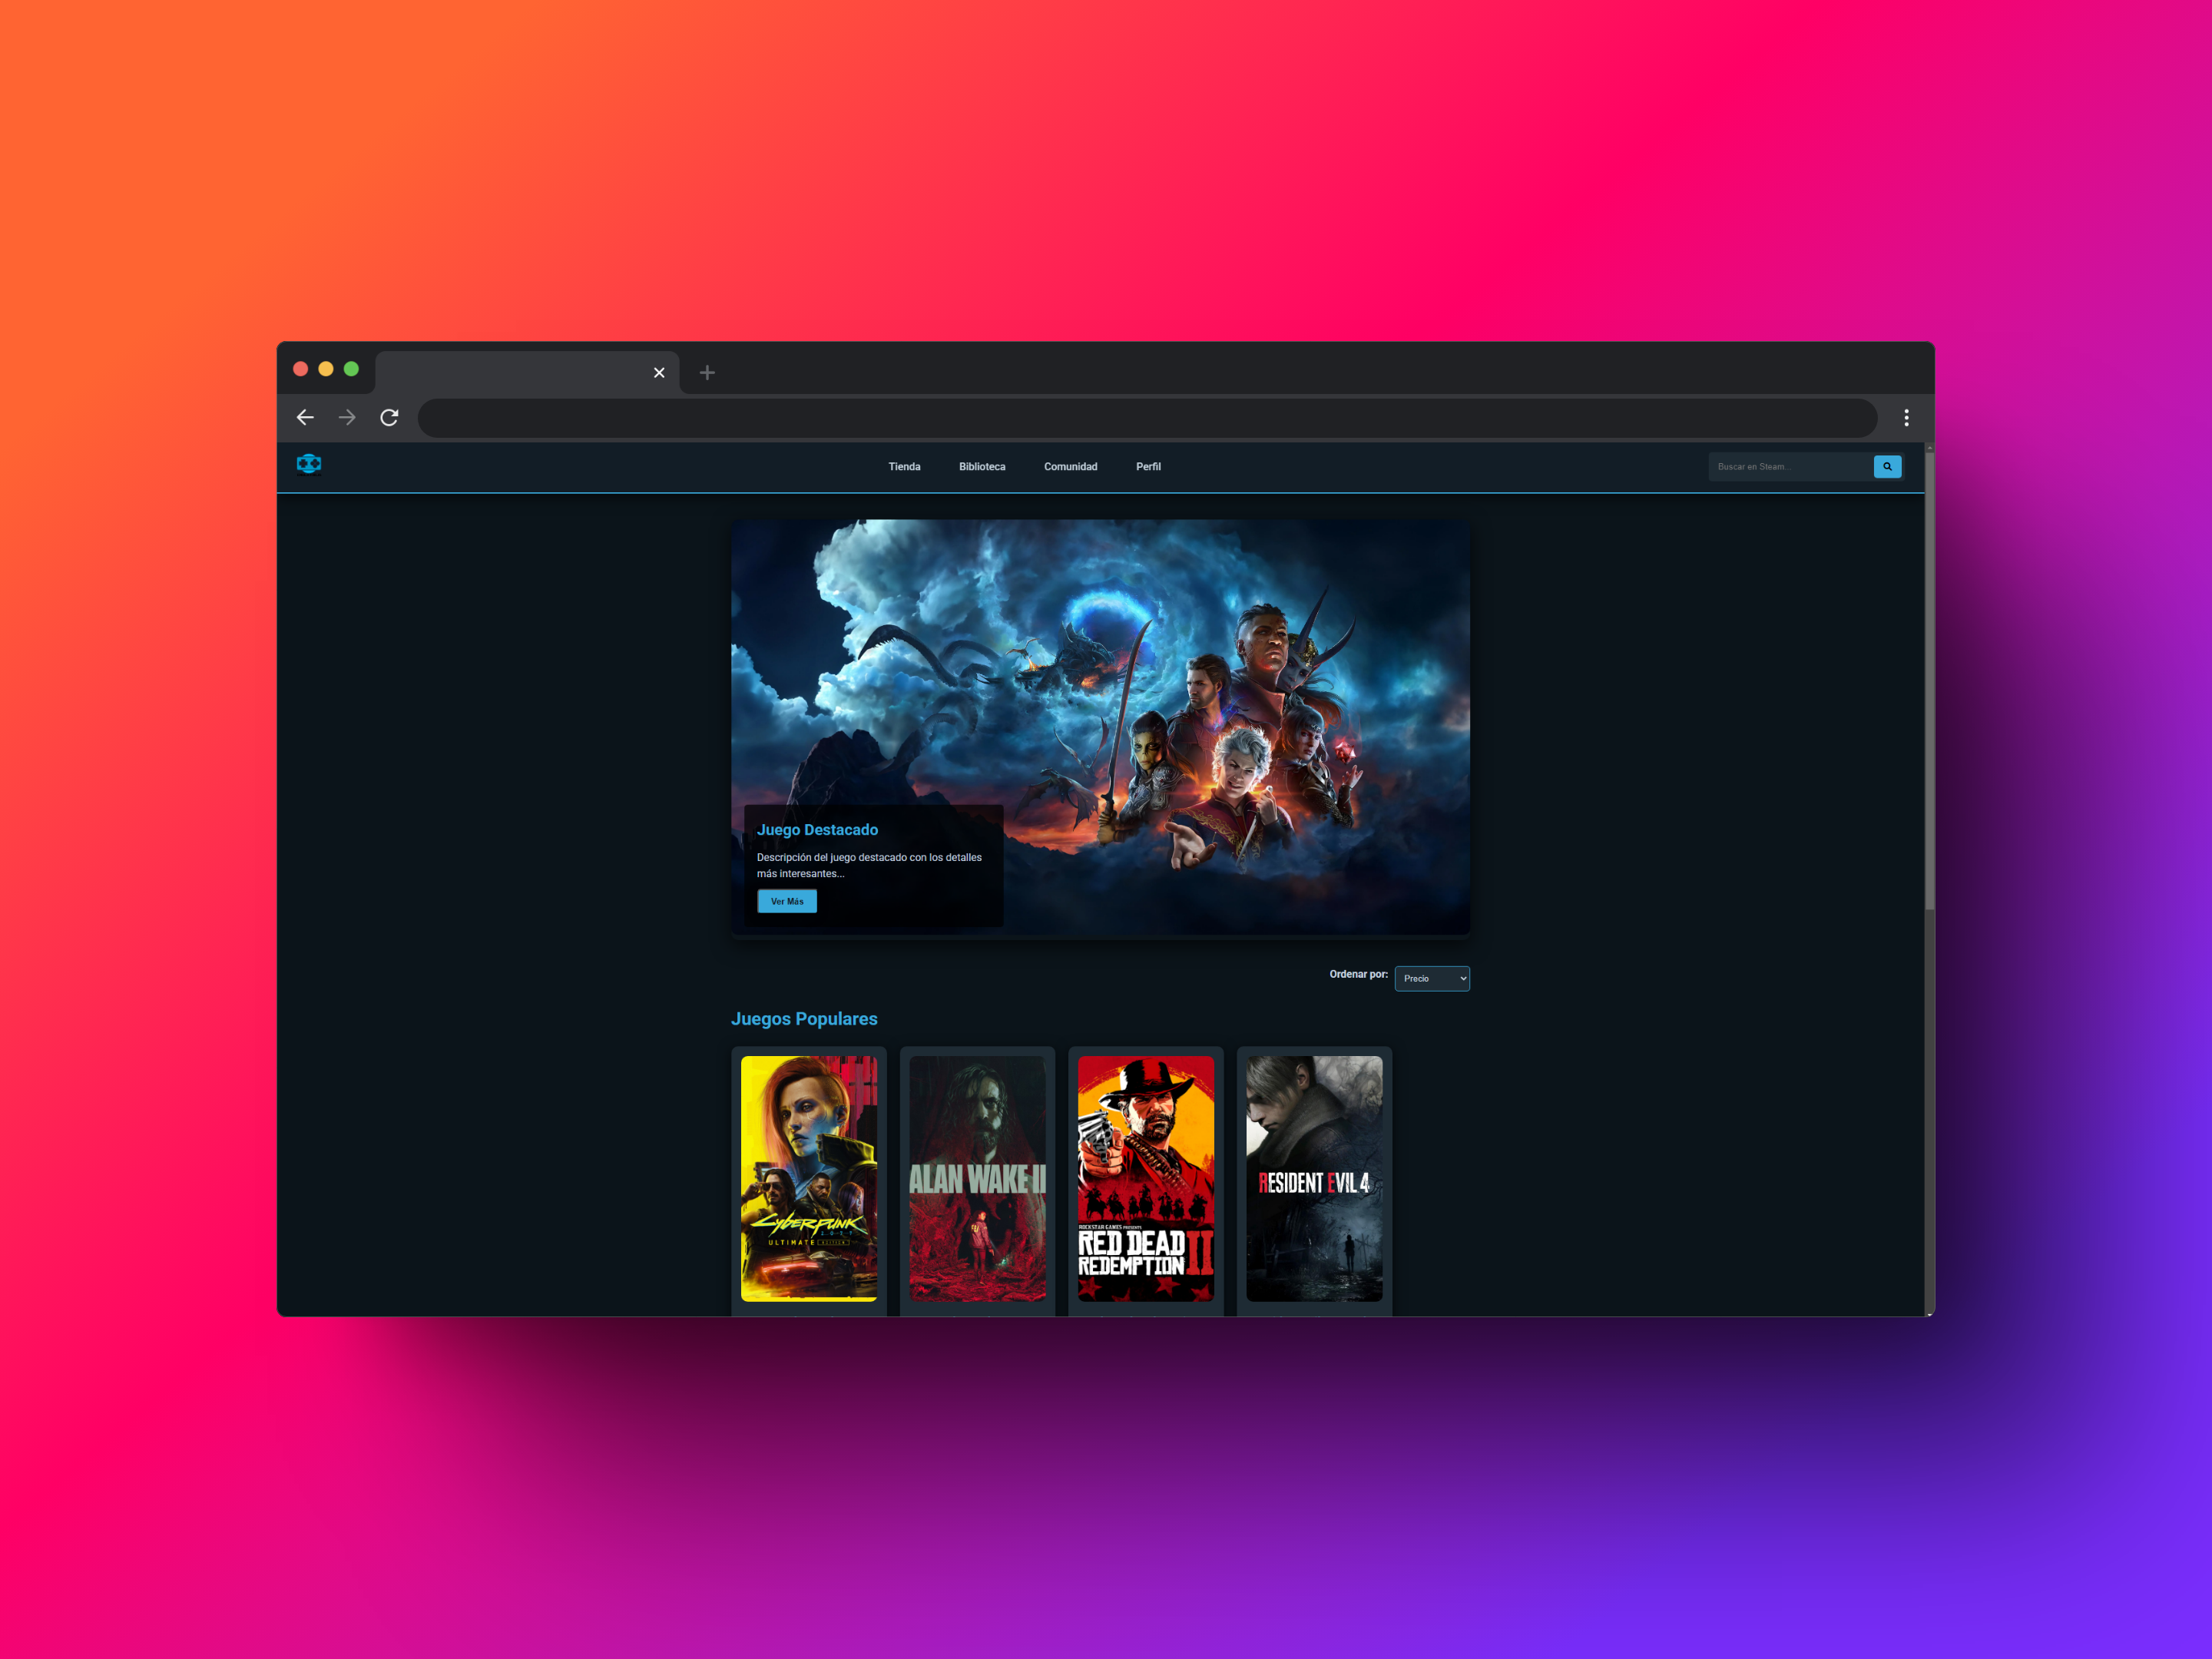 Tienda Biblioteca Comunidad Perfil
Buscar en Steam...
Juego Destacado
Descripción del juego destacado con los detalles
más interesantes...
Ver Más
Ordenar por: Precio
Juegos Populares
CYBERPUNK
2077
ULTIMATE EDITION
ALAN WAKE II
ROCKSTAR GAMES PRESENTS
RED DEAD
REDEMPTION II
RESIDENT EVIL 4